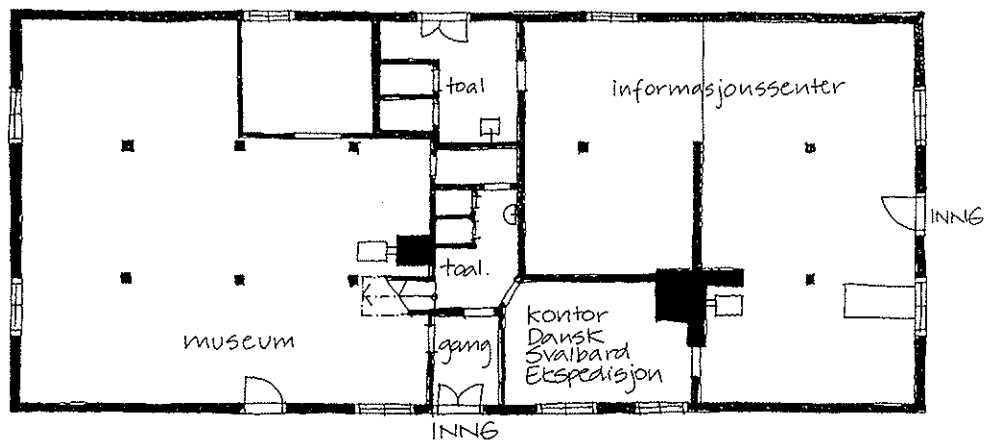 toal
informasjonssenter
INNG
toal.
museum
gang
kontor
Dansk
Svalbard
Ekspedisjon
INNG